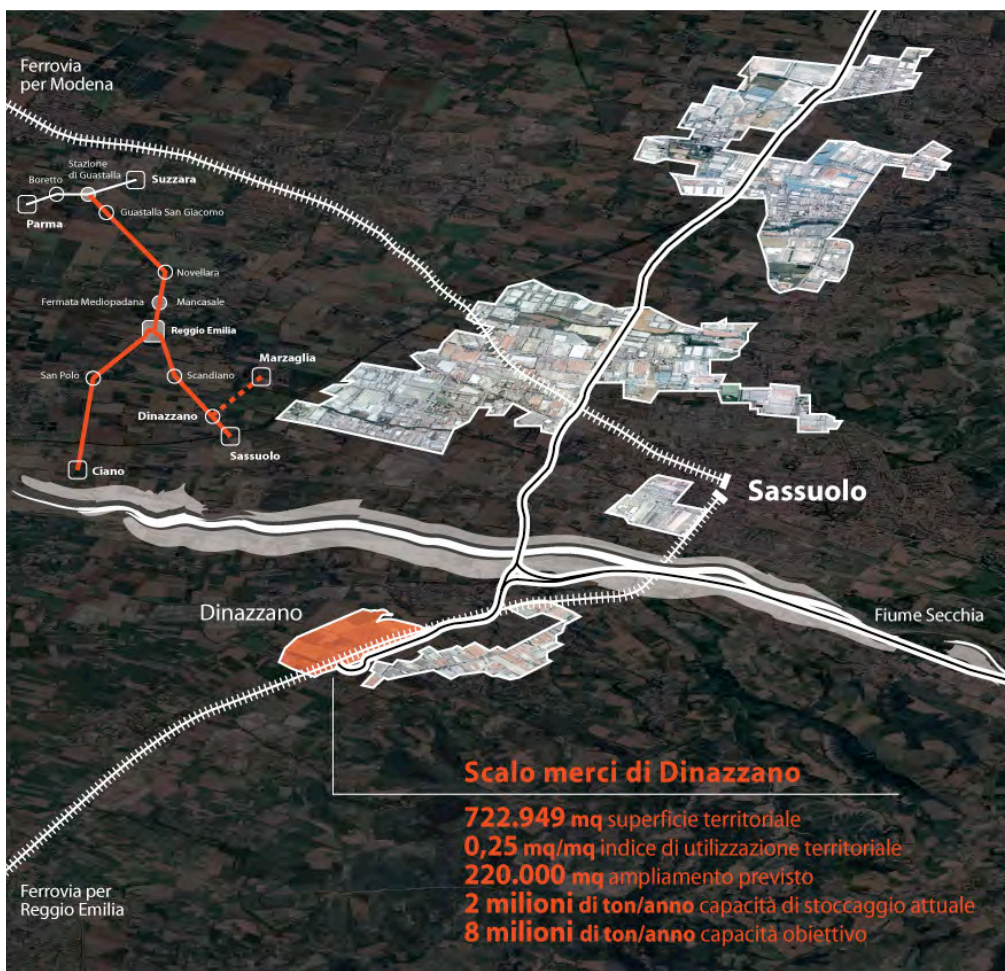 Ferrovia
per Modena
Stazione
di Guastalla
Boretto
Suzzara
Parma
Guastalla San Giacomo
Novellara
Fermata Mediopadana
Mancasale
Reggio Emilia
Marzaglia
San Polo
Scandiano
Dinazzano
Sassuolo
Ciano
Sassuolo
Dinazzano
Fiume Secchia
Scalo merci di Dinazzano
722.949 mq superficie territoriale
0,25 mq/mq indice di utilizzazione territoriale
220.000 mq ampliamento previsto
2 milioni di ton/anno capacità di stoccaggio attuale
8 milioni di ton/anno capacità obiettivo
Ferrovia per
Reggio Emilia